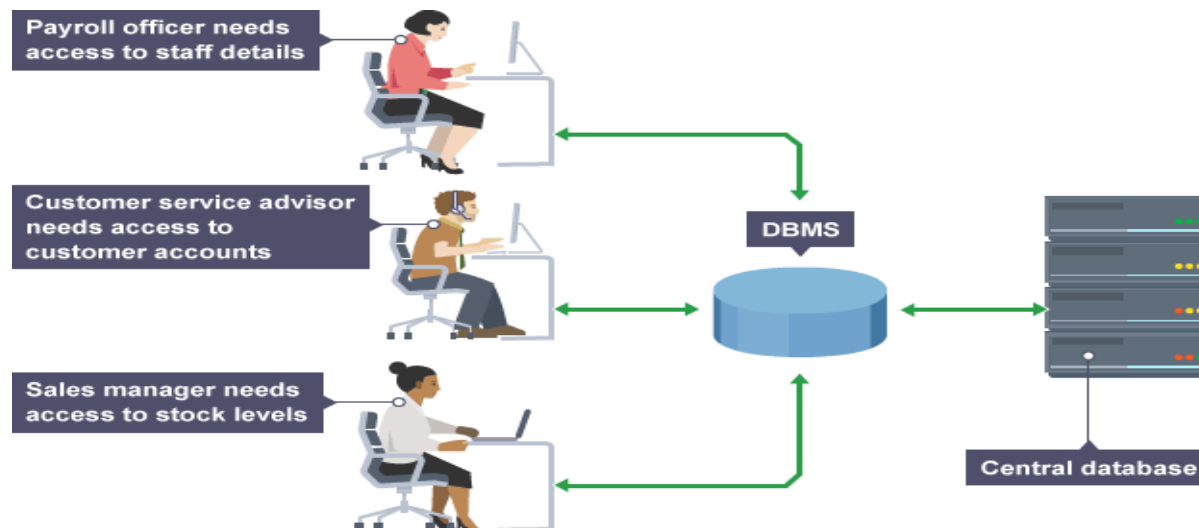 Payroll officer needs
access to staff details
Customer service advisor
needs access to
customer accounts
DBMS
Sales manager needs
access to stock levels
Central database